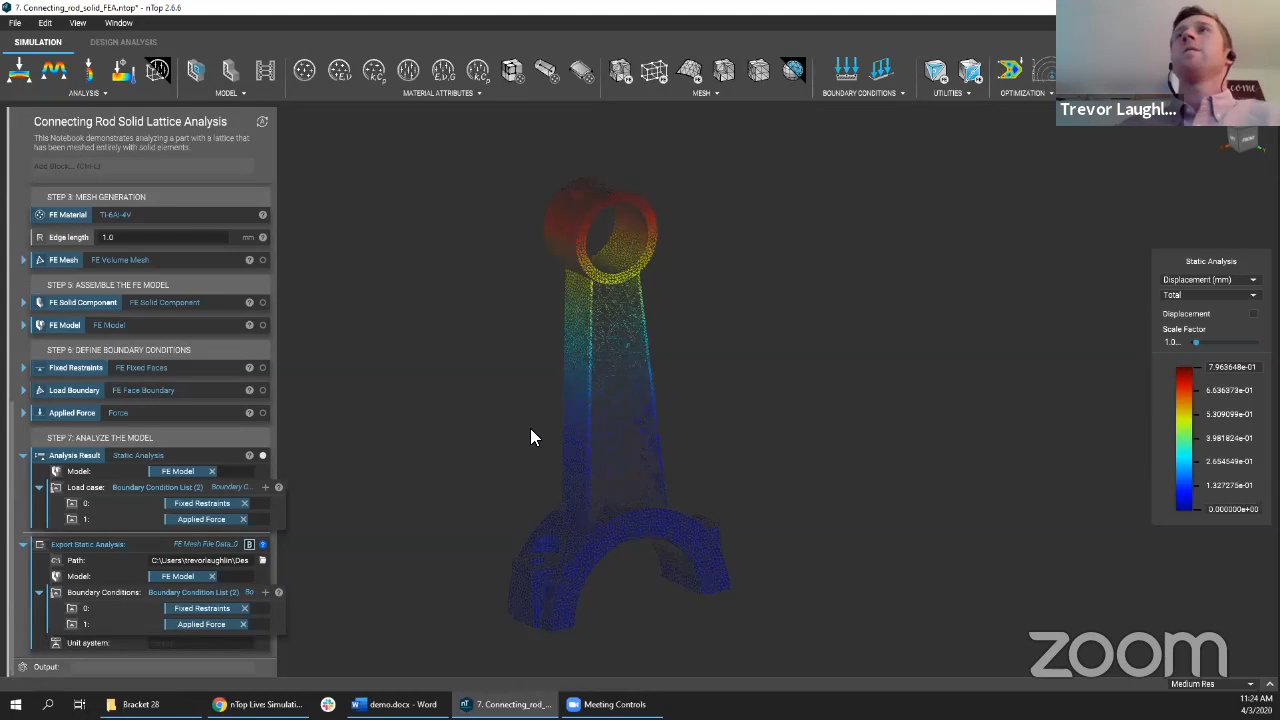 7. Connecting_rod_solid_FEA.ntop* - nTop 2.6.6
File Edit View Window
SIMULATION DESIGN ANALYSIS
ANALYSIS MODEL MATERIAL ATTRIBUTES MESH BOUNDARY CONDITIONS UTILITIES OPTIMIZATION
come
Trevor Laughl...
Connecting Rod Solid Lattice Analysis
This Notebook demonstrates analyzing a part with a lattice that
has been meshed entirely with solid elements.
Add Block... (Ctrl+L)
STEP 3: MESH GENERATION
FE Material Ti-6Al-4V
Edge length 1.0 mm
FE Mesh FE Volume Mesh
STEP 5: ASSEMBLE THE FE MODEL
FE Solid Component FE Solid Component
FE Model FE Model
STEP 6: DEFINE BOUNDARY CONDITIONS
Fixed Restraints FE Fixed Faces
Load Boundary FE Face Boundary
Applied Force Force
STEP 7: ANALYZE THE MODEL
Analysis Result Static Analysis
Model: FE Model
Load case: Boundary Condition List (2) Boundary C...
0: Fixed Restraints
1: Applied Force
Export Static Analysis: FE Mesh File Data_0 B
Path: C:\Users\trevorlaughlin\Des
Model: FE Model
Boundary Conditions: Boundary Condition List (2) Bo
0: Fixed Restraints
1: Applied Force
Unit system:
Output:
FRONT
Static Analysis
Displacement (mm)
Total
Displacement
Scale Factor
1.0...
7.963648e-01
6.636373e-01
5.309099e-01
3.981824e-01
2.654549e-01
1.327275e-01
0.000000e+00
zoom
Medium Res
Bracket 28
nTop Live: Simulati...
demo.docx - Word
7. Connecting_rod_...
Meeting Controls
11:24 AM
4/3/2020